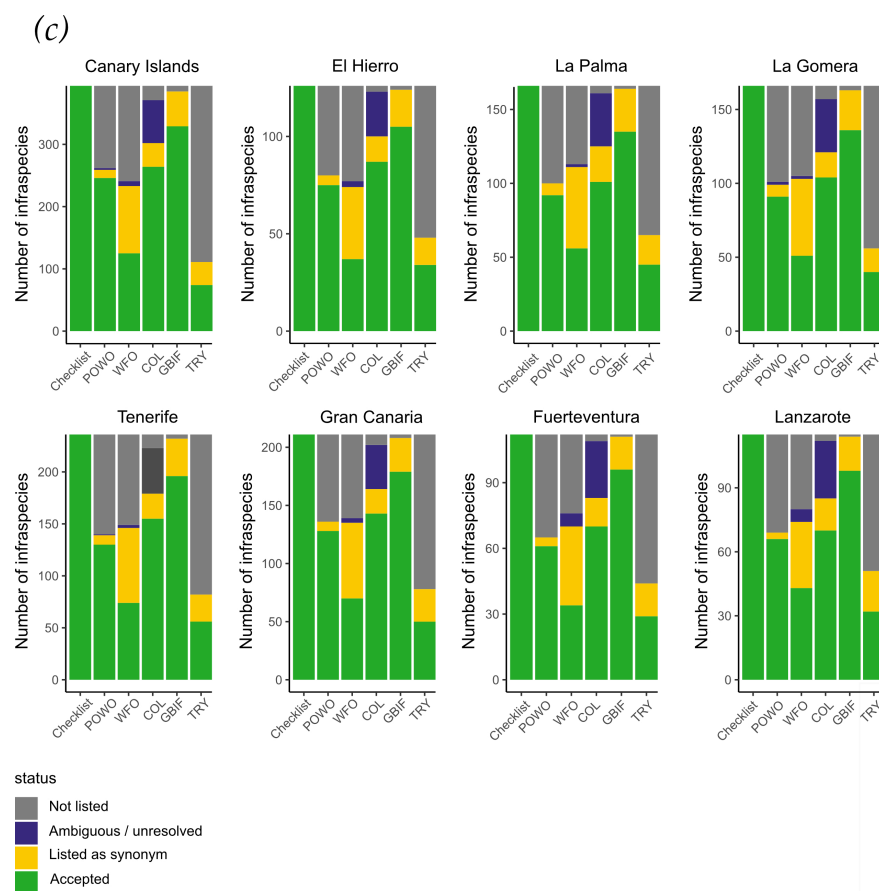 (c)
Canary Islands
El Hierro
La Palma
La Gomera
Number of infraspecies
300
200
100
0
Number of infraspecies
100
50
0
Number of infraspecies
150
100
50
0
Number of infraspecies
150
100
50
0
Checklist POWO WFO COL GBIF TRY
Checklist POWO WFO COL GBIF TRY
Checklist POWO WFO COL GBIF TRY
Checklist POWO WFO COL GBIF TRY
Tenerife
Gran Canaria
Fuerteventura
Lanzarote
Number of infraspecies
200
150
100
50
0
Number of infraspecies
200
150
100
50
0
Number of infraspecies
90
60
30
0
Number of infraspecies
90
60
30
0
Checklist POWO WFO COL GBIF TRY
Checklist POWO WFO COL GBIF TRY
Checklist POWO WFO COL GBIF TRY
Checklist POWO WFO COL GBIF TRY
status
Not listed
Ambiguous / unresolved
Listed as synonym
Accepted